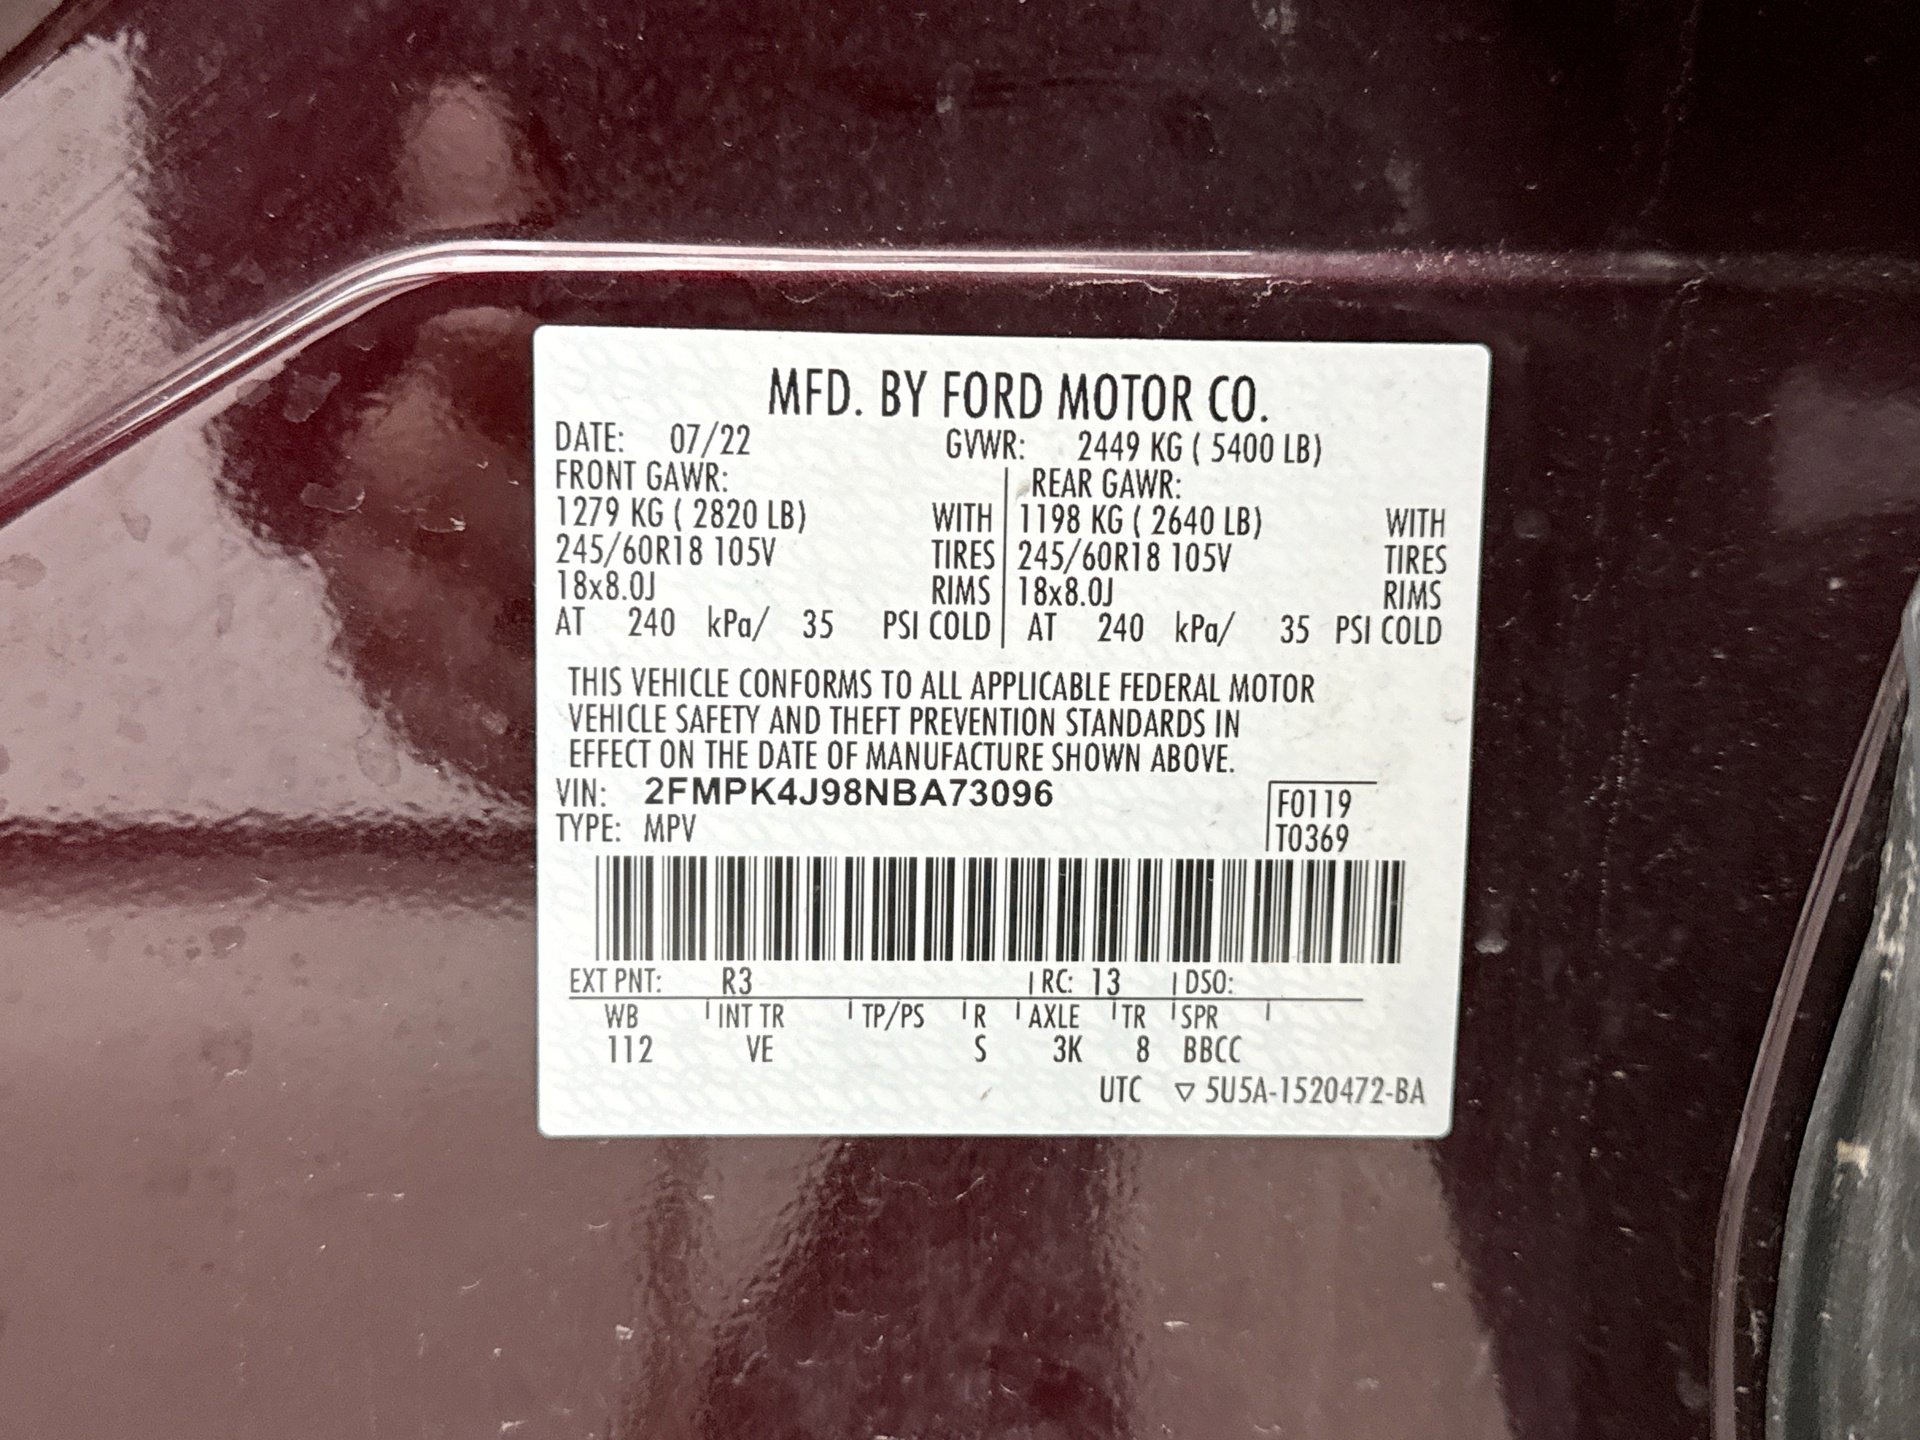 MFD. BY FORD MOTOR CO.
DATE: 07/22 GVWR: 2449 KG ( 5400 LB)
FRONT GAWR: REAR GAWR:
1279 KG ( 2820 LB) WITH 1198 KG ( 2640 LB) WITH
245/60R18 105V TIRES 245/60R18 105V TIRES
18x8.0J RIMS 18x8.0J RIMS
AT 240 kPa/ 35 PSI COLD AT 240 kPa/ 35 PSI COLD
THIS VEHICLE CONFORMS TO ALL APPLICABLE FEDERAL MOTOR
VEHICLE SAFETY AND THEFT PREVENTION STANDARDS IN
EFFECT ON THE DATE OF MANUFACTURE SHOWN ABOVE.
VIN: 2FMPK4J98NBA73096 F0119
TYPE: MPV T0369
EXT PNT: R3 RC: 13 DSO:
WB INT TR TP/PS R AXLE TR SPR
112 VE S 3K 8 BBCC
UTC ▽ 5U5A-1520472-BA